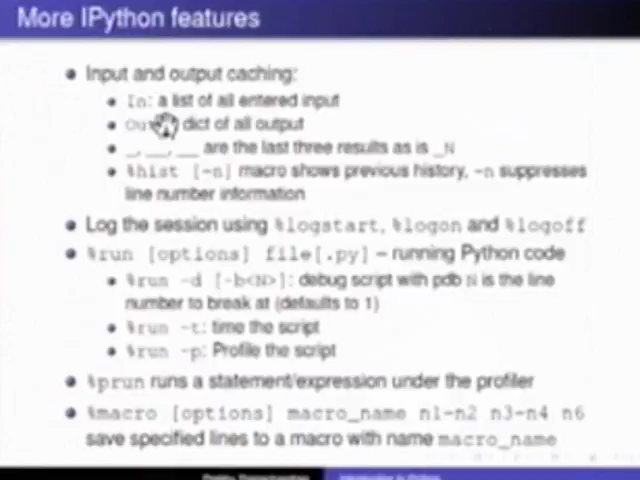 More IPython features
Input and output caching:
In: a list of all entered input
dict of all output
_, __, ___ are the last three results as is _N
%hist [-n] macro shows previous history, -n suppresses
line number information
Log the session using %logstart, %logon and %logoff
%run [options] file[.py] – running Python code
%run -d [-b<N>]: debug script with pdb N is the line
number to break at (defaults to 1)
%run -t: time the script
%run -p: Profile the script
%prun runs a statement/expression under the profiler
%macro [options] macro_name n1-n2 n3-n4 n6
save specified lines to a macro with name macro_name